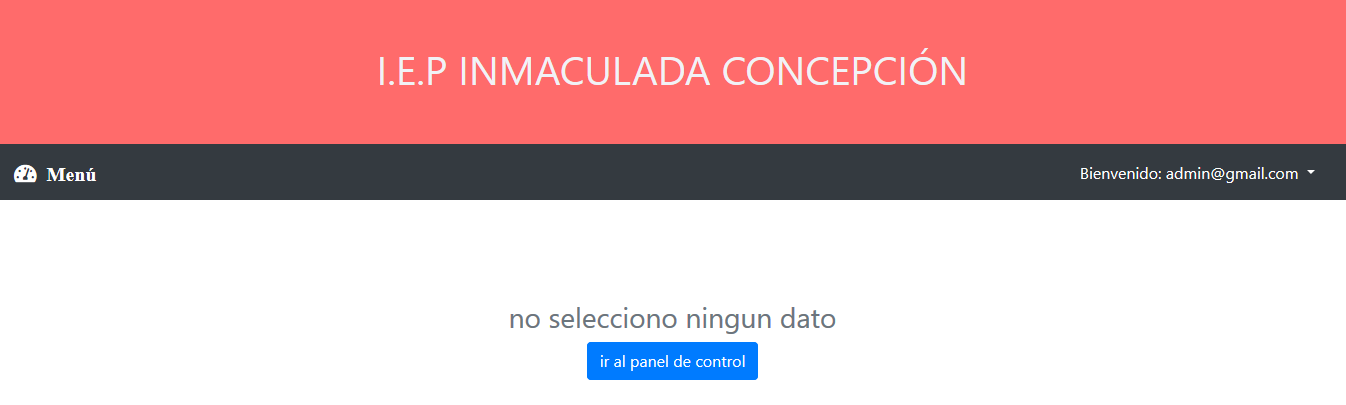 I.E.P INMACULADA CONCEPCIÓN
Menú
Bienvenido: admin@gmail.com
no selecciono ningun dato
ir al panel de control